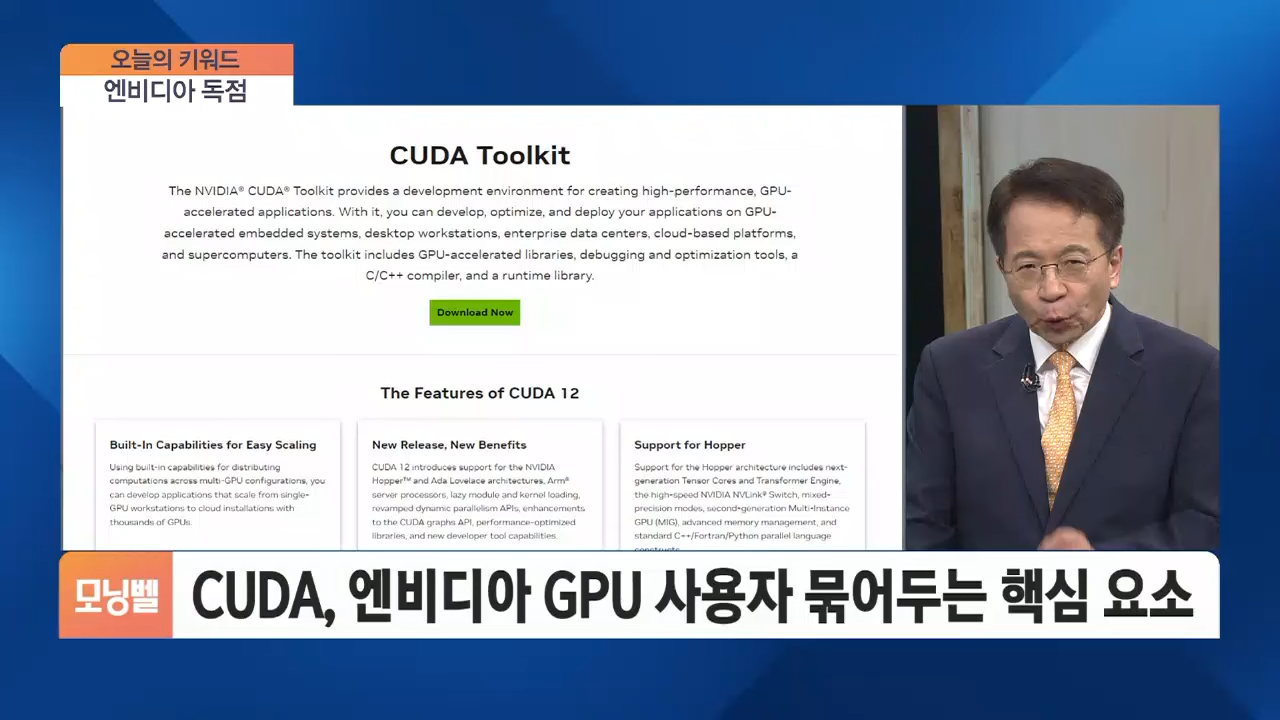 오늘의 키워드
엔비디아 독점
CUDA Toolkit
The NVIDIA® CUDA® Toolkit provides a development environment for creating high-performance, GPU-
accelerated applications. With it, you can develop, optimize, and deploy your applications on GPU-
accelerated embedded systems, desktop workstations, enterprise data centers, cloud-based platforms,
and supercomputers. The toolkit includes GPU-accelerated libraries, debugging and optimization tools, a
C/C++ compiler, and a runtime library.
Download Now
The Features of CUDA 12
Built-In Capabilities for Easy Scaling
Using built-in capabilities for distributing
computations across multi-GPU configurations, you
can develop applications that scale from single-
GPU workstations to cloud installations with
thousands of GPUs.
New Release, New Benefits
CUDA 12 introduces support for the NVIDIA
Hopper™ and Ada Lovelace architectures, Arm®
server processors, lazy module and kernel loading,
revamped dynamic parallelism APIs, enhancements
to the CUDA graphs API, performance-optimized
libraries, and new developer tool capabilities.
Support for Hopper
Support for the Hopper architecture includes next-
generation Tensor Cores and Transformer Engine,
the high-speed NVIDIA NVLink® Switch, mixed-
precision modes, second-generation Multi-Instance
GPU (MIG), advanced memory management, and
standard C++/Fortran/Python parallel language
constructs.
모닝벨
CUDA, 엔비디아 GPU 사용자 묶어두는 핵심 요소